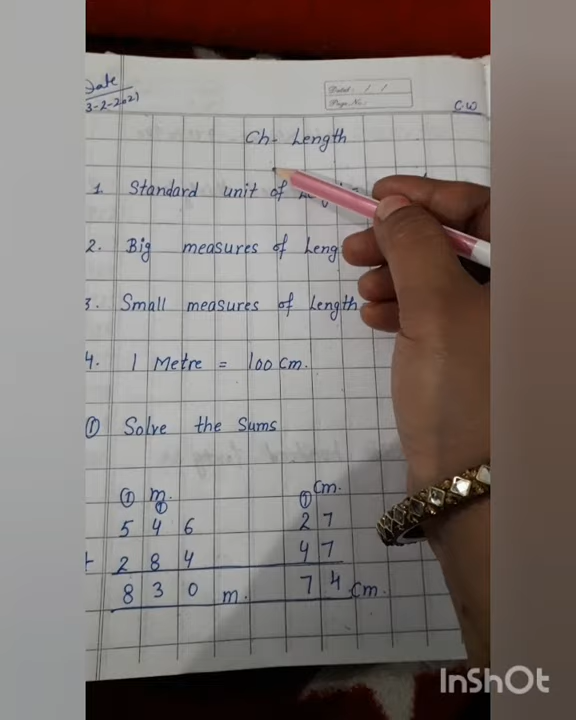 Date
3-2-2021
Dated: / /
Page No:
C.W
Ch- Length
1. Standard unit of
2. Big measures of Leng
3. Small measures of Length
4. 1 Metre = 100 Cm.
① Solve the Sums
① m. Cm.
① ①
5 4 6 2 7
+ 2 8 4 4 7
8 3 0 m. 7 4 Cm.
InShOt